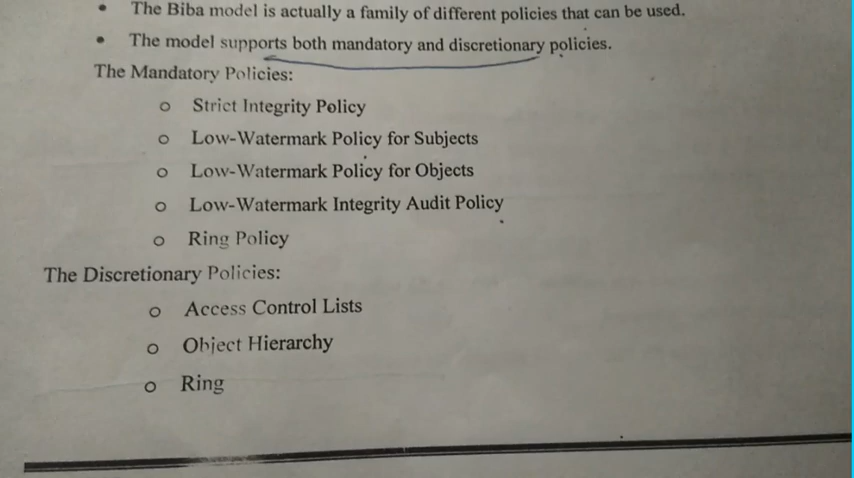 • The Biba model is actually a family of different policies that can be used.
• The model supports both mandatory and discretionary policies.
The Mandatory Policies:
o Strict Integrity Policy
o Low-Watermark Policy for Subjects
o Low-Watermark Policy for Objects
o Low-Watermark Integrity Audit Policy
o Ring Policy
The Discretionary Policies:
o Access Control Lists
o Object Hierarchy
o Ring